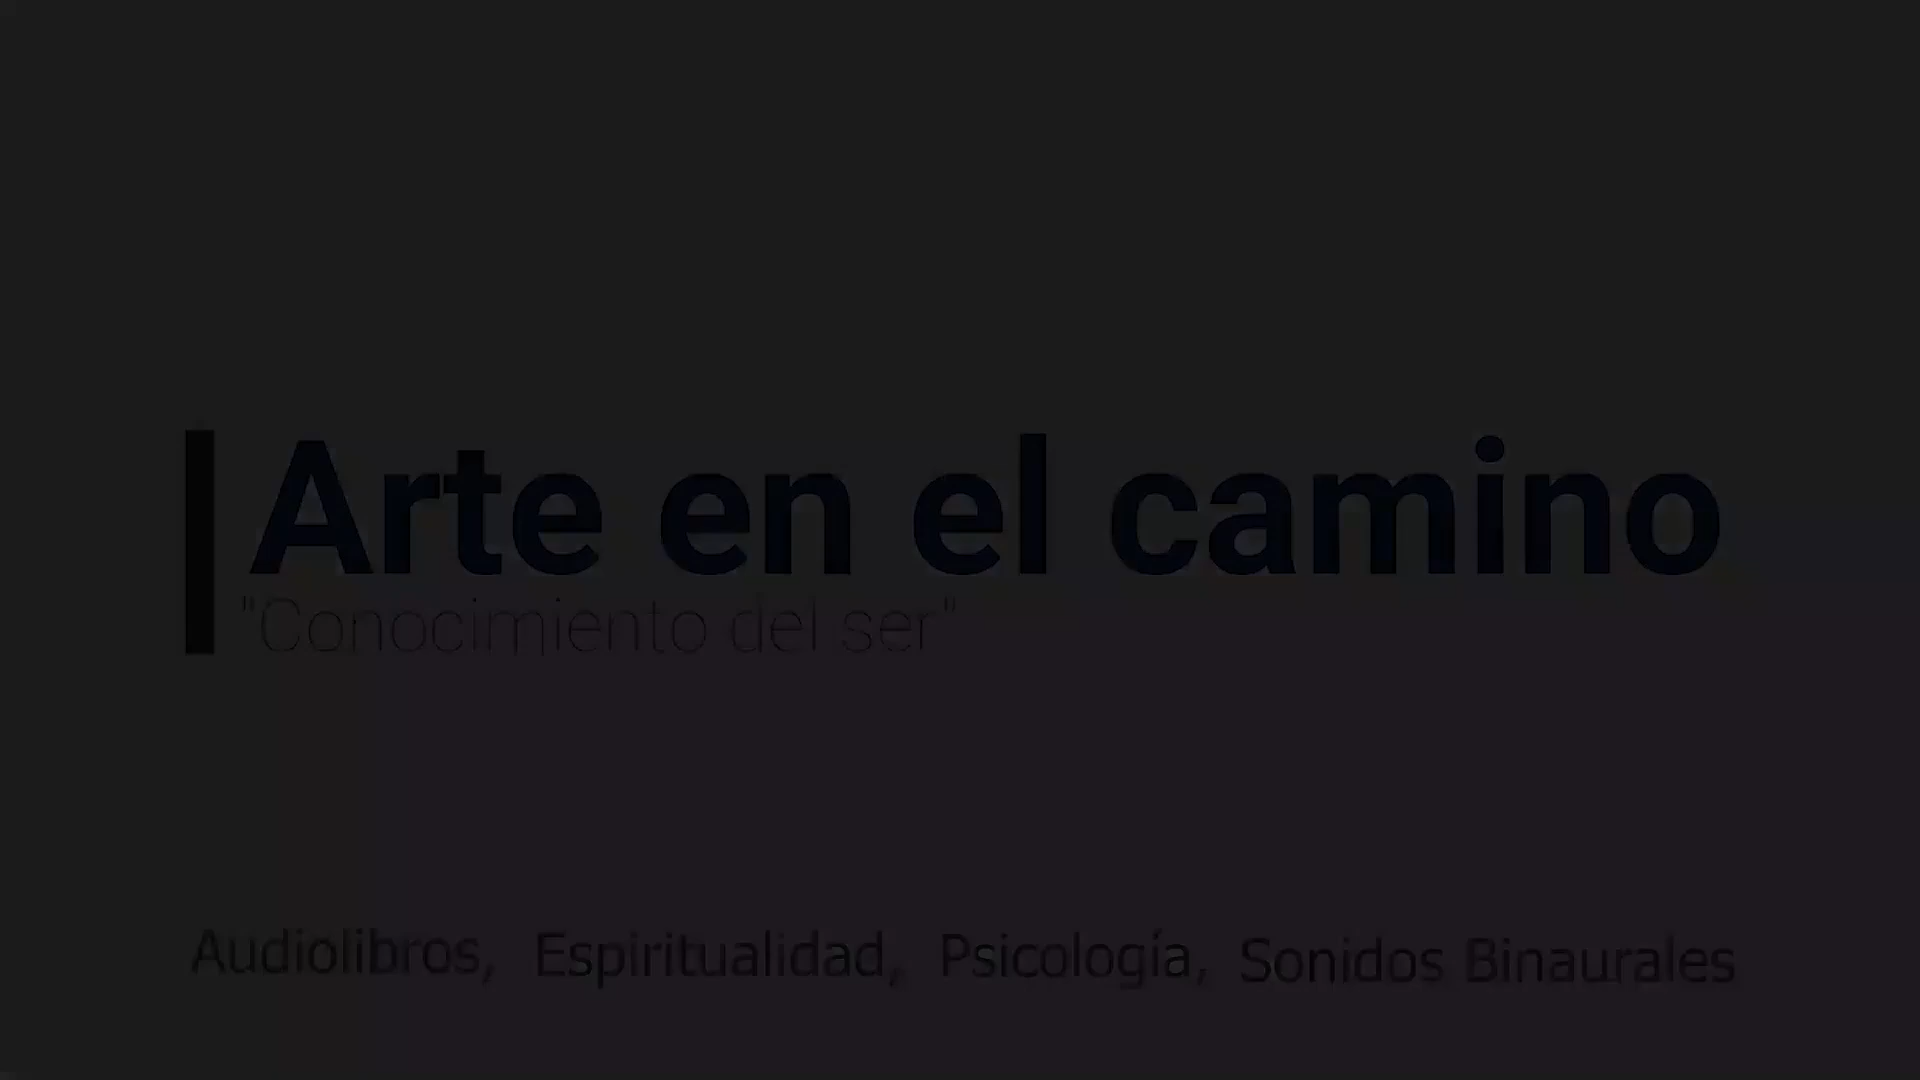 Arte en el camino
"Conocimiento del ser"
Audiolibros, Espiritualidad, Psicología, Sonidos Binaurales